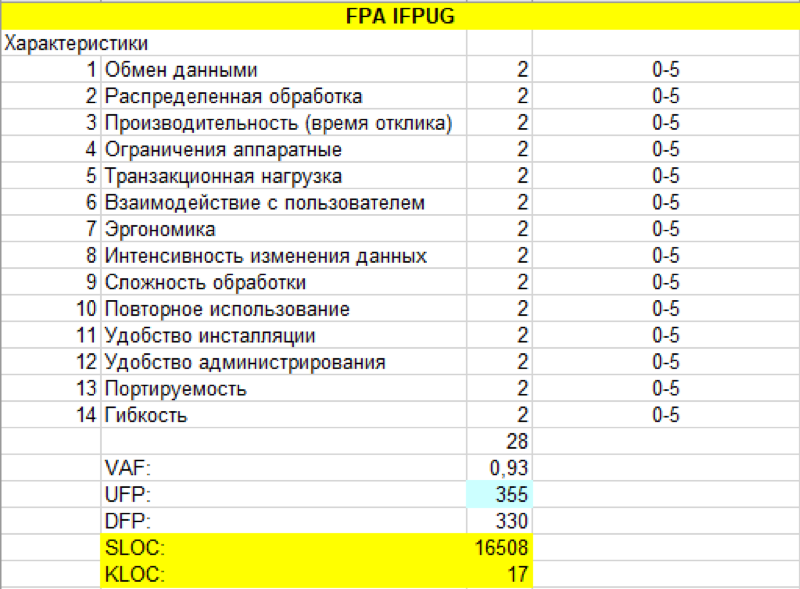 FPA IFPUG
Характеристики
1 Обмен данными 2 0-5
2 Распределенная обработка 2 0-5
3 Производительность (время отклика) 2 0-5
4 Ограничения аппаратные 2 0-5
5 Транзакционная нагрузка 2 0-5
6 Взаимодействие с пользователем 2 0-5
7 Эргономика 2 0-5
8 Интенсивность изменения данных 2 0-5
9 Сложность обработки 2 0-5
10 Повторное использование 2 0-5
11 Удобство инсталляции 2 0-5
12 Удобство администрирования 2 0-5
13 Портируемость 2 0-5
14 Гибкость 2 0-5
28
VAF: 0,93
UFP: 355
DFP: 330
SLOC: 16508
KLOC: 17